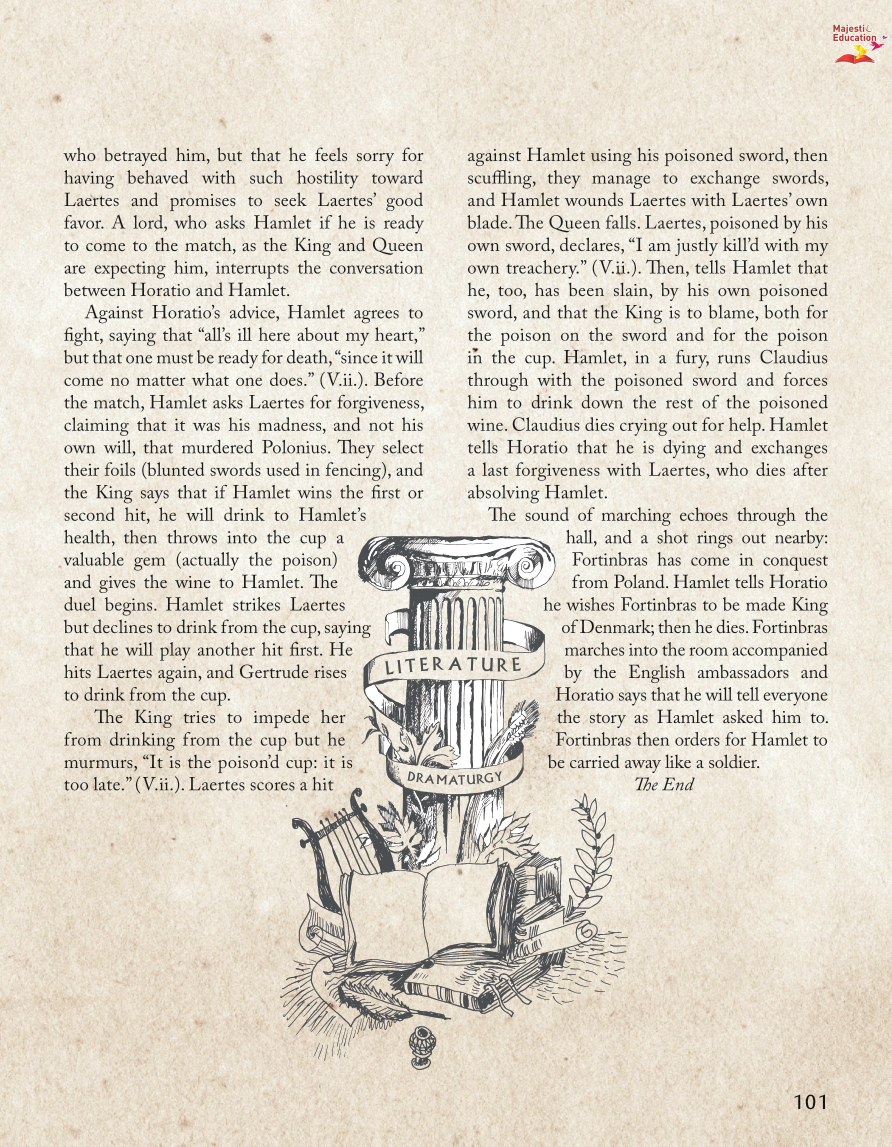 Majesti
Education
who betrayed him, but that he feels sorry for
having behaved with such hostility toward
Laertes and promises to seek Laertes’ good
favor. A lord, who asks Hamlet if he is ready
to come to the match, as the King and Queen
are expecting him, interrupts the conversation
between Horatio and Hamlet.
Against Horatio’s advice, Hamlet agrees to
fight, saying that “all’s ill here about my heart,”
but that one must be ready for death, “since it will
come no matter what one does.” (V.ii.). Before
the match, Hamlet asks Laertes for forgiveness,
claiming that it was his madness, and not his
own will, that murdered Polonius. They select
their foils (blunted swords used in fencing), and
the King says that if Hamlet wins the first or
second hit, he will drink to Hamlet’s
health, then throws into the cup a
valuable gem (actually the poison)
and gives the wine to Hamlet. The
duel begins. Hamlet strikes Laertes
but declines to drink from the cup, saying
that he will play another hit first. He
hits Laertes again, and Gertrude rises
to drink from the cup.
The King tries to impede her
from drinking from the cup but he
murmurs, “It is the poison’d cup: it is
too late.” (V.ii.). Laertes scores a hit
against Hamlet using his poisoned sword, then
scuffling, they manage to exchange swords,
and Hamlet wounds Laertes with Laertes’ own
blade. The Queen falls. Laertes, poisoned by his
own sword, declares, “I am justly kill’d with my
own treachery.” (V.ii.). Then, tells Hamlet that
he, too, has been slain, by his own poisoned
sword, and that the King is to blame, both for
the poison on the sword and for the poison
in the cup. Hamlet, in a fury, runs Claudius
through with the poisoned sword and forces
him to drink down the rest of the poisoned
wine. Claudius dies crying out for help. Hamlet
tells Horatio that he is dying and exchanges
a last forgiveness with Laertes, who dies after
absolving Hamlet.
The sound of marching echoes through the
hall, and a shot rings out nearby:
Fortinbras has come in conquest
from Poland. Hamlet tells Horatio
he wishes Fortinbras to be made King
of Denmark; then he dies. Fortinbras
marches into the room accompanied
by the English ambassadors and
Horatio says that he will tell everyone
the story as Hamlet asked him to.
Fortinbras then orders for Hamlet to
be carried away like a soldier.
The End
LITERATURE
DRAMATURGY
101